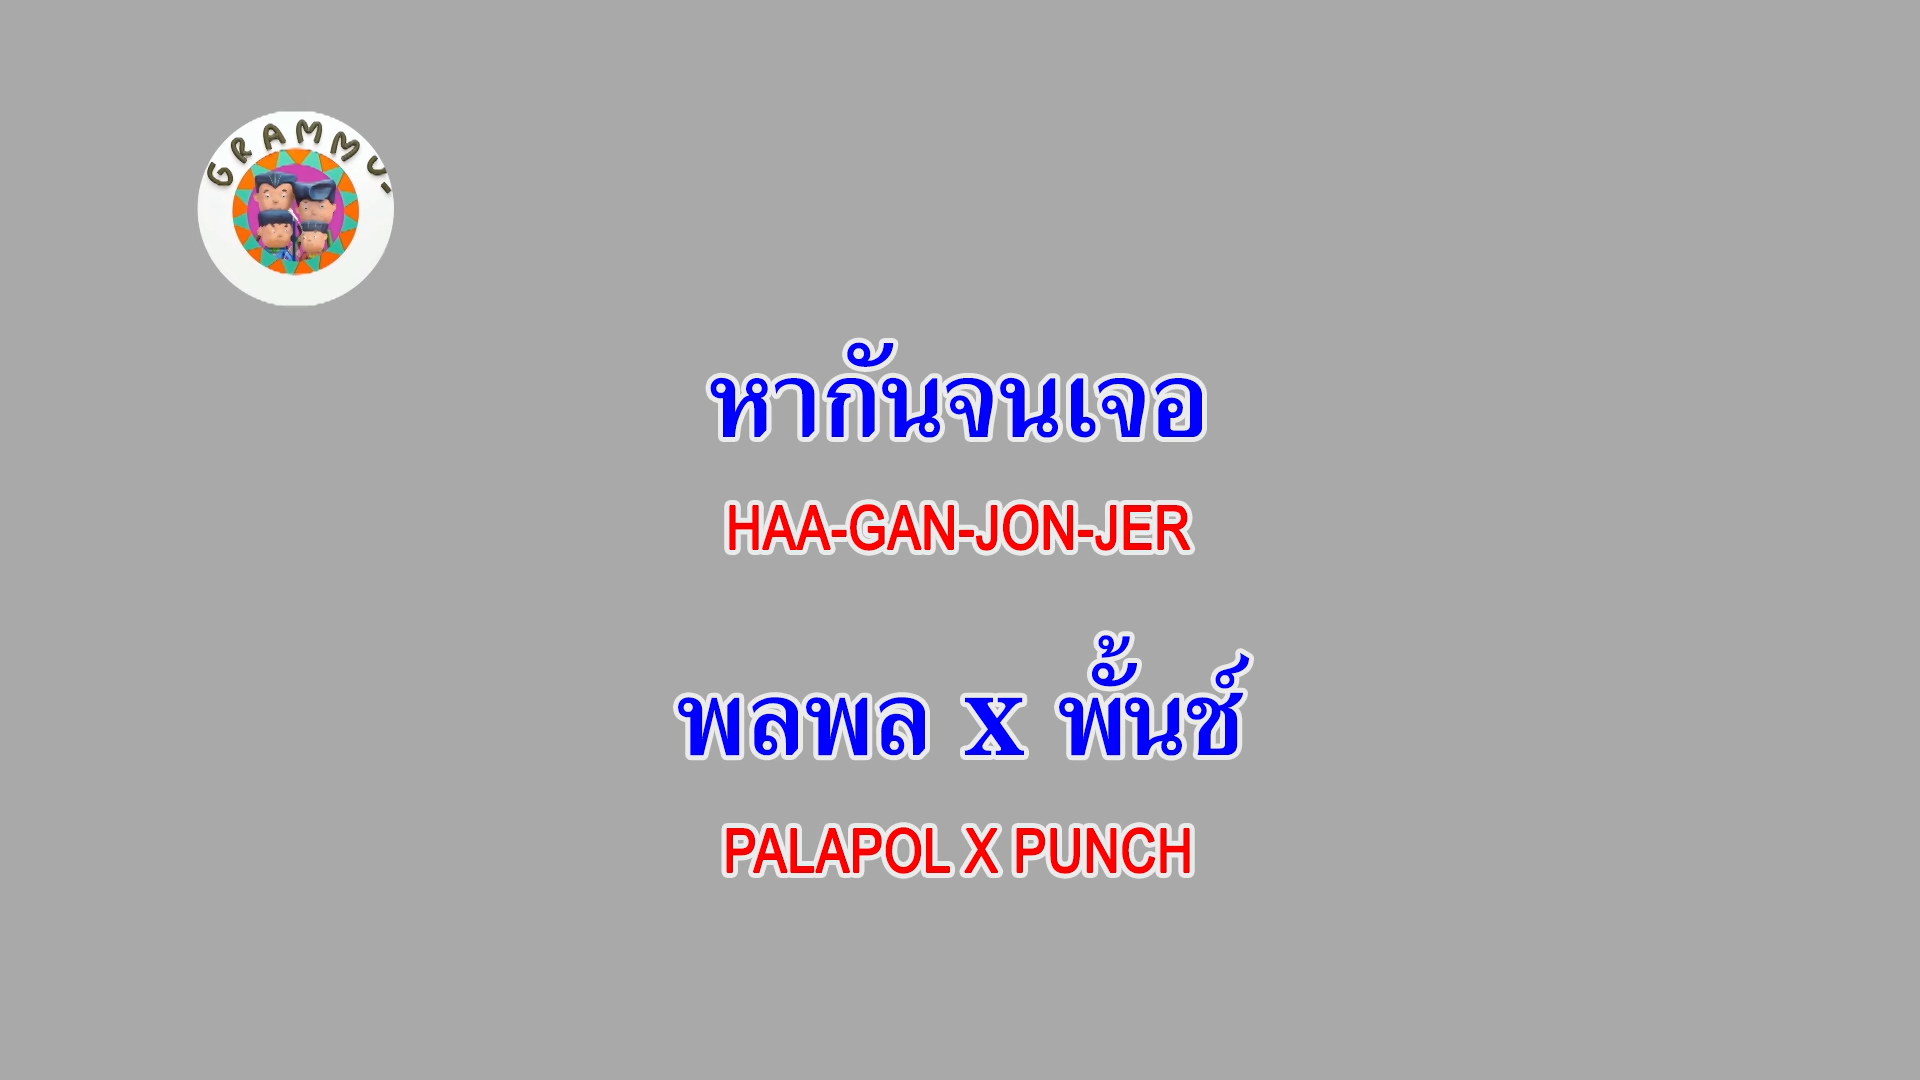 GRAMMU-
หากันจนเจอ
HAA-GAN-JON-JER
พลพล x พั้นช์
PALAPOL X PUNCH